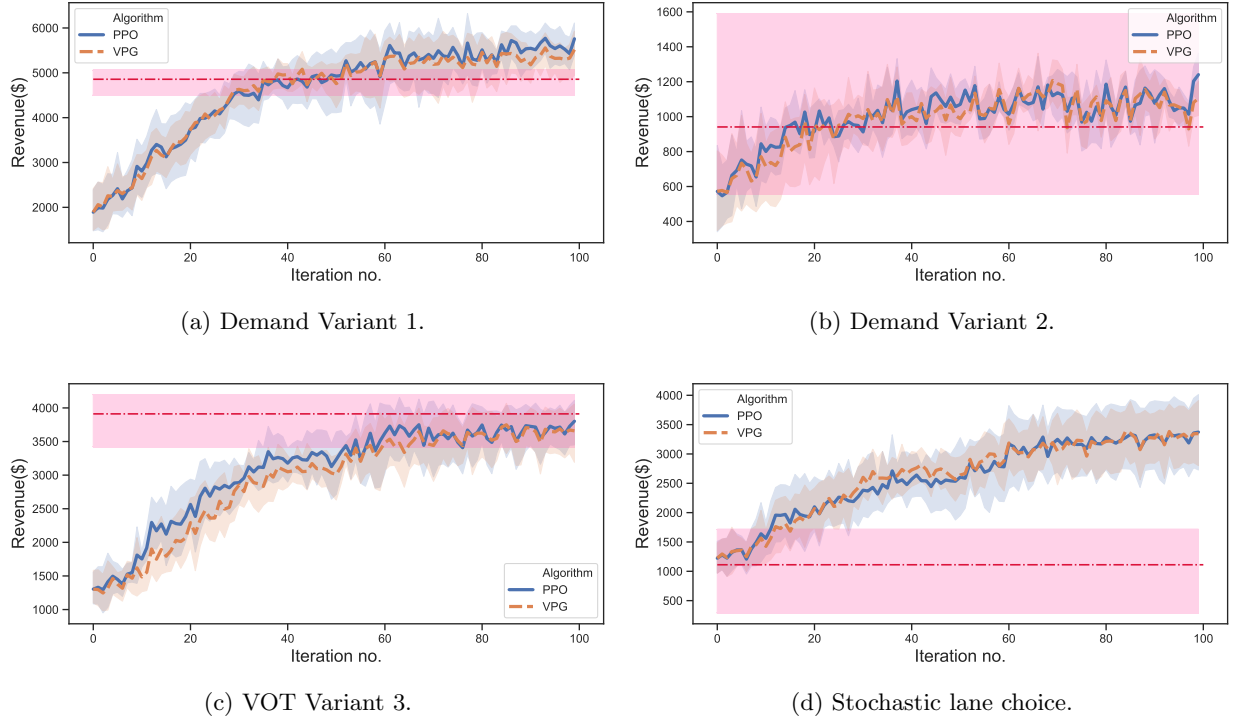 6000
5000
4000
3000
2000
Revenue($)
Algorithm
PPO
VPG
0
20
40
60
80
100
Iteration no.
(a) Demand Variant 1.
1600
1400
1200
1000
800
600
400
Revenue($)
Algorithm
PPO
VPG
0
20
40
60
80
100
Iteration no.
(b) Demand Variant 2.
4000
3500
3000
2500
2000
1500
1000
Revenue($)
Algorithm
PPO
VPG
0
20
40
60
80
100
Iteration no.
(c) VOT Variant 3.
4000
3500
3000
2500
2000
1500
1000
500
Revenue($)
Algorithm
PPO
VPG
0
20
40
60
80
100
Iteration no.
(d) Stochastic lane choice.